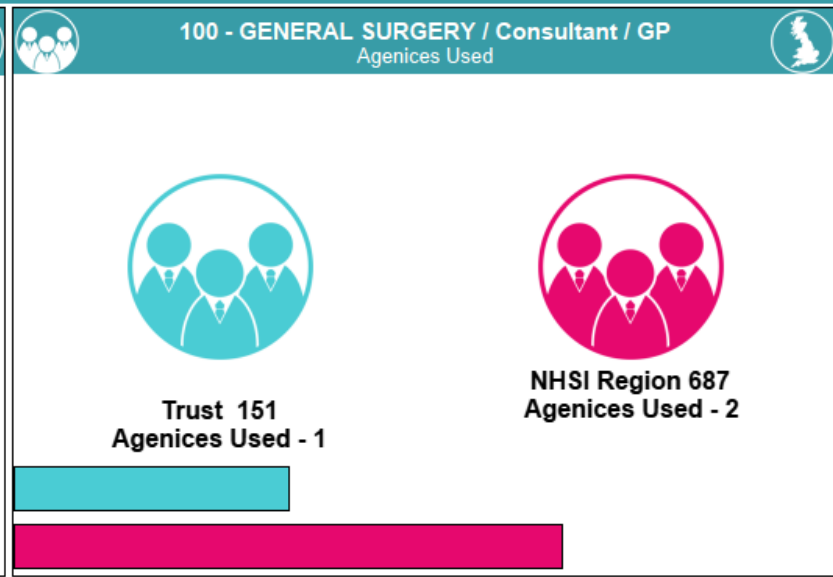 100 - GENERAL SURGERY / Consultant / GP
Agenices Used
Trust 151
Agenices Used - 1
NHSI Region 687
Agenices Used - 2